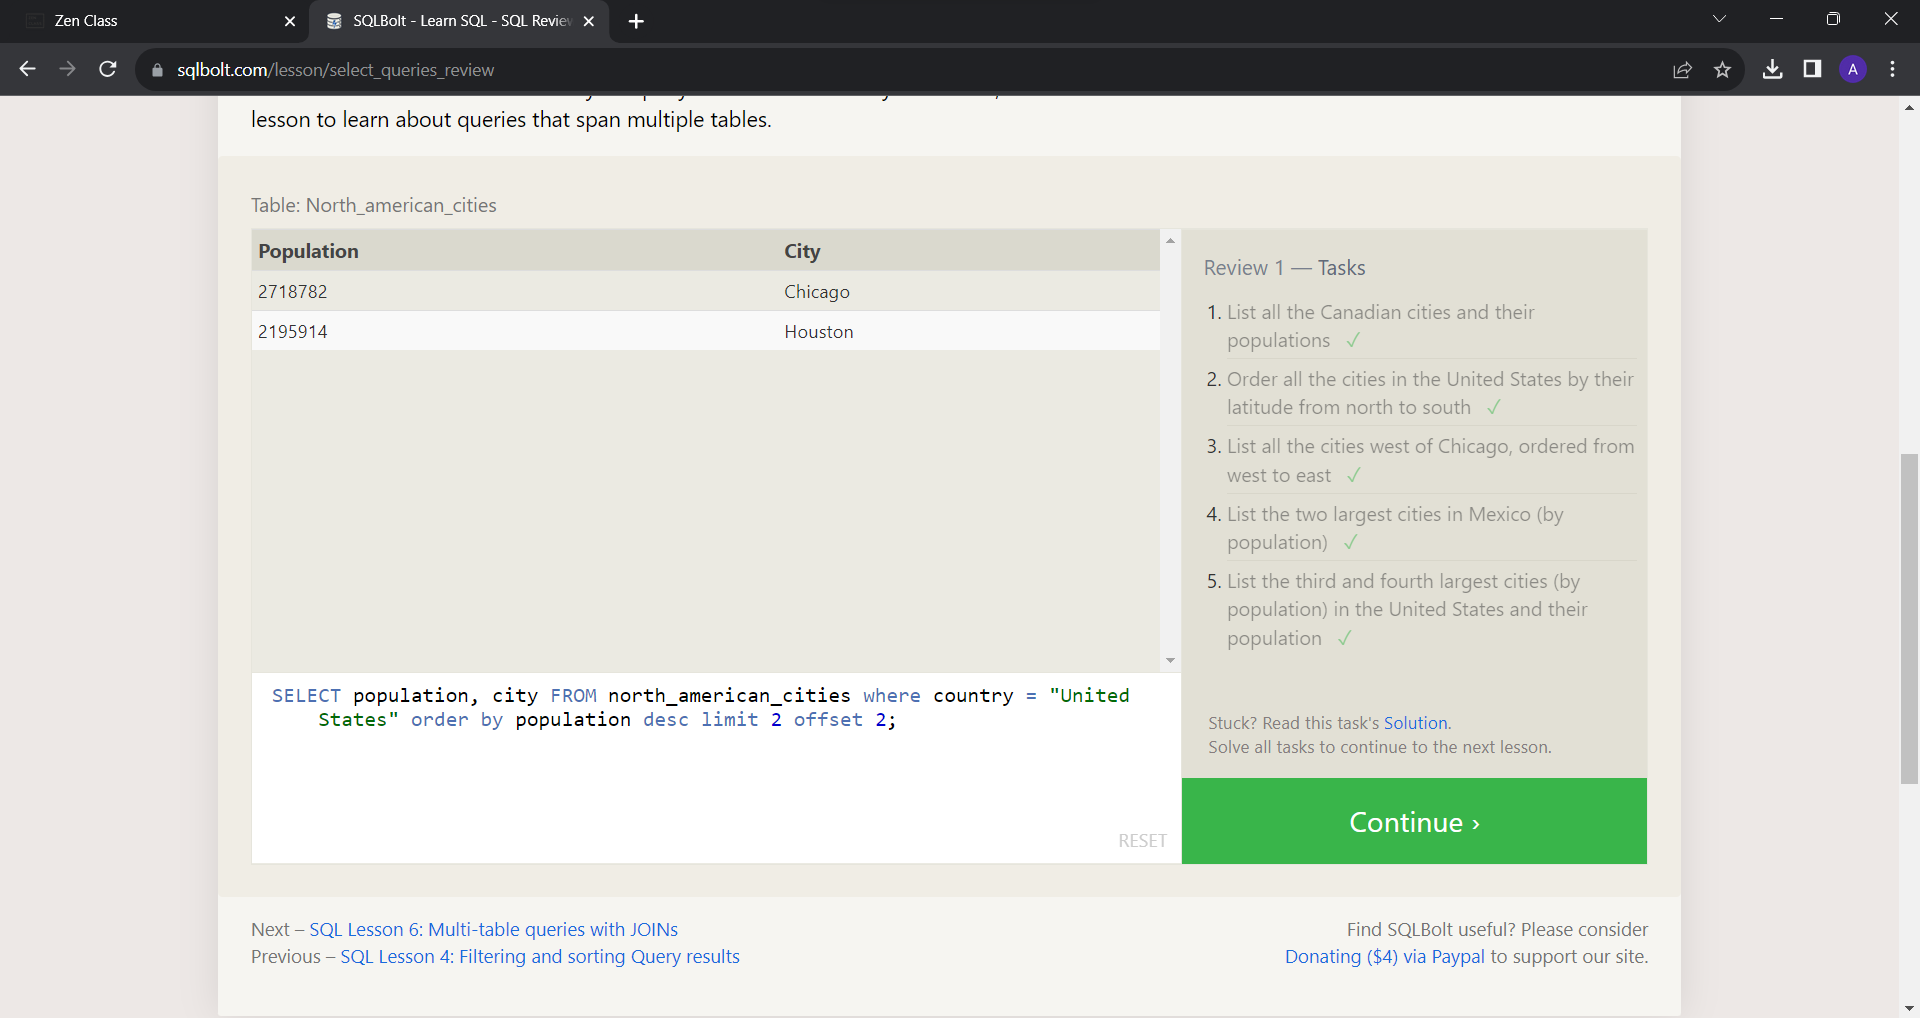 Zen Class
SQLBolt - Learn SQL - SQL Review
sqlbolt.com/lesson/select_queries_review
A
lesson to learn about queries that span multiple tables.
Table: North_american_cities
Population City
2718782 Chicago
2195914 Houston
Review 1 — Tasks
1. List all the Canadian cities and their
populations ✓
2. Order all the cities in the United States by their
latitude from north to south ✓
3. List all the cities west of Chicago, ordered from
west to east ✓
4. List the two largest cities in Mexico (by
population) ✓
5. List the third and fourth largest cities (by
population) in the United States and their
population ✓
SELECT population, city FROM north_american_cities where country = "United
States" order by population desc limit 2 offset 2;
RESET
Stuck? Read this task's Solution.
Solve all tasks to continue to the next lesson.
Continue ›
Next – SQL Lesson 6: Multi-table queries with JOINs
Previous – SQL Lesson 4: Filtering and sorting Query results
Find SQLBolt useful? Please consider
Donating ($4) via Paypal to support our site.